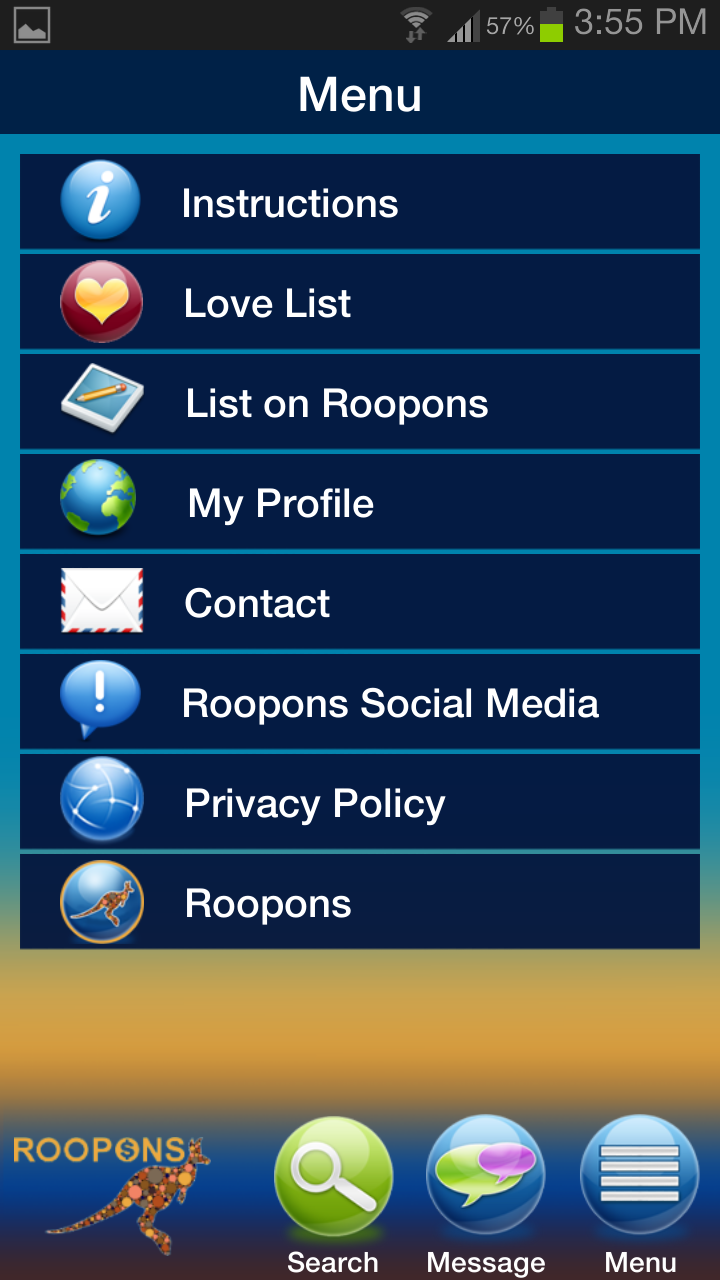 57% 3:55 PM
Menu
Instructions
Love List
List on Roopons
My Profile
Contact
Roopons Social Media
Privacy Policy
Roopons
ROOPONS
Search Message Menu